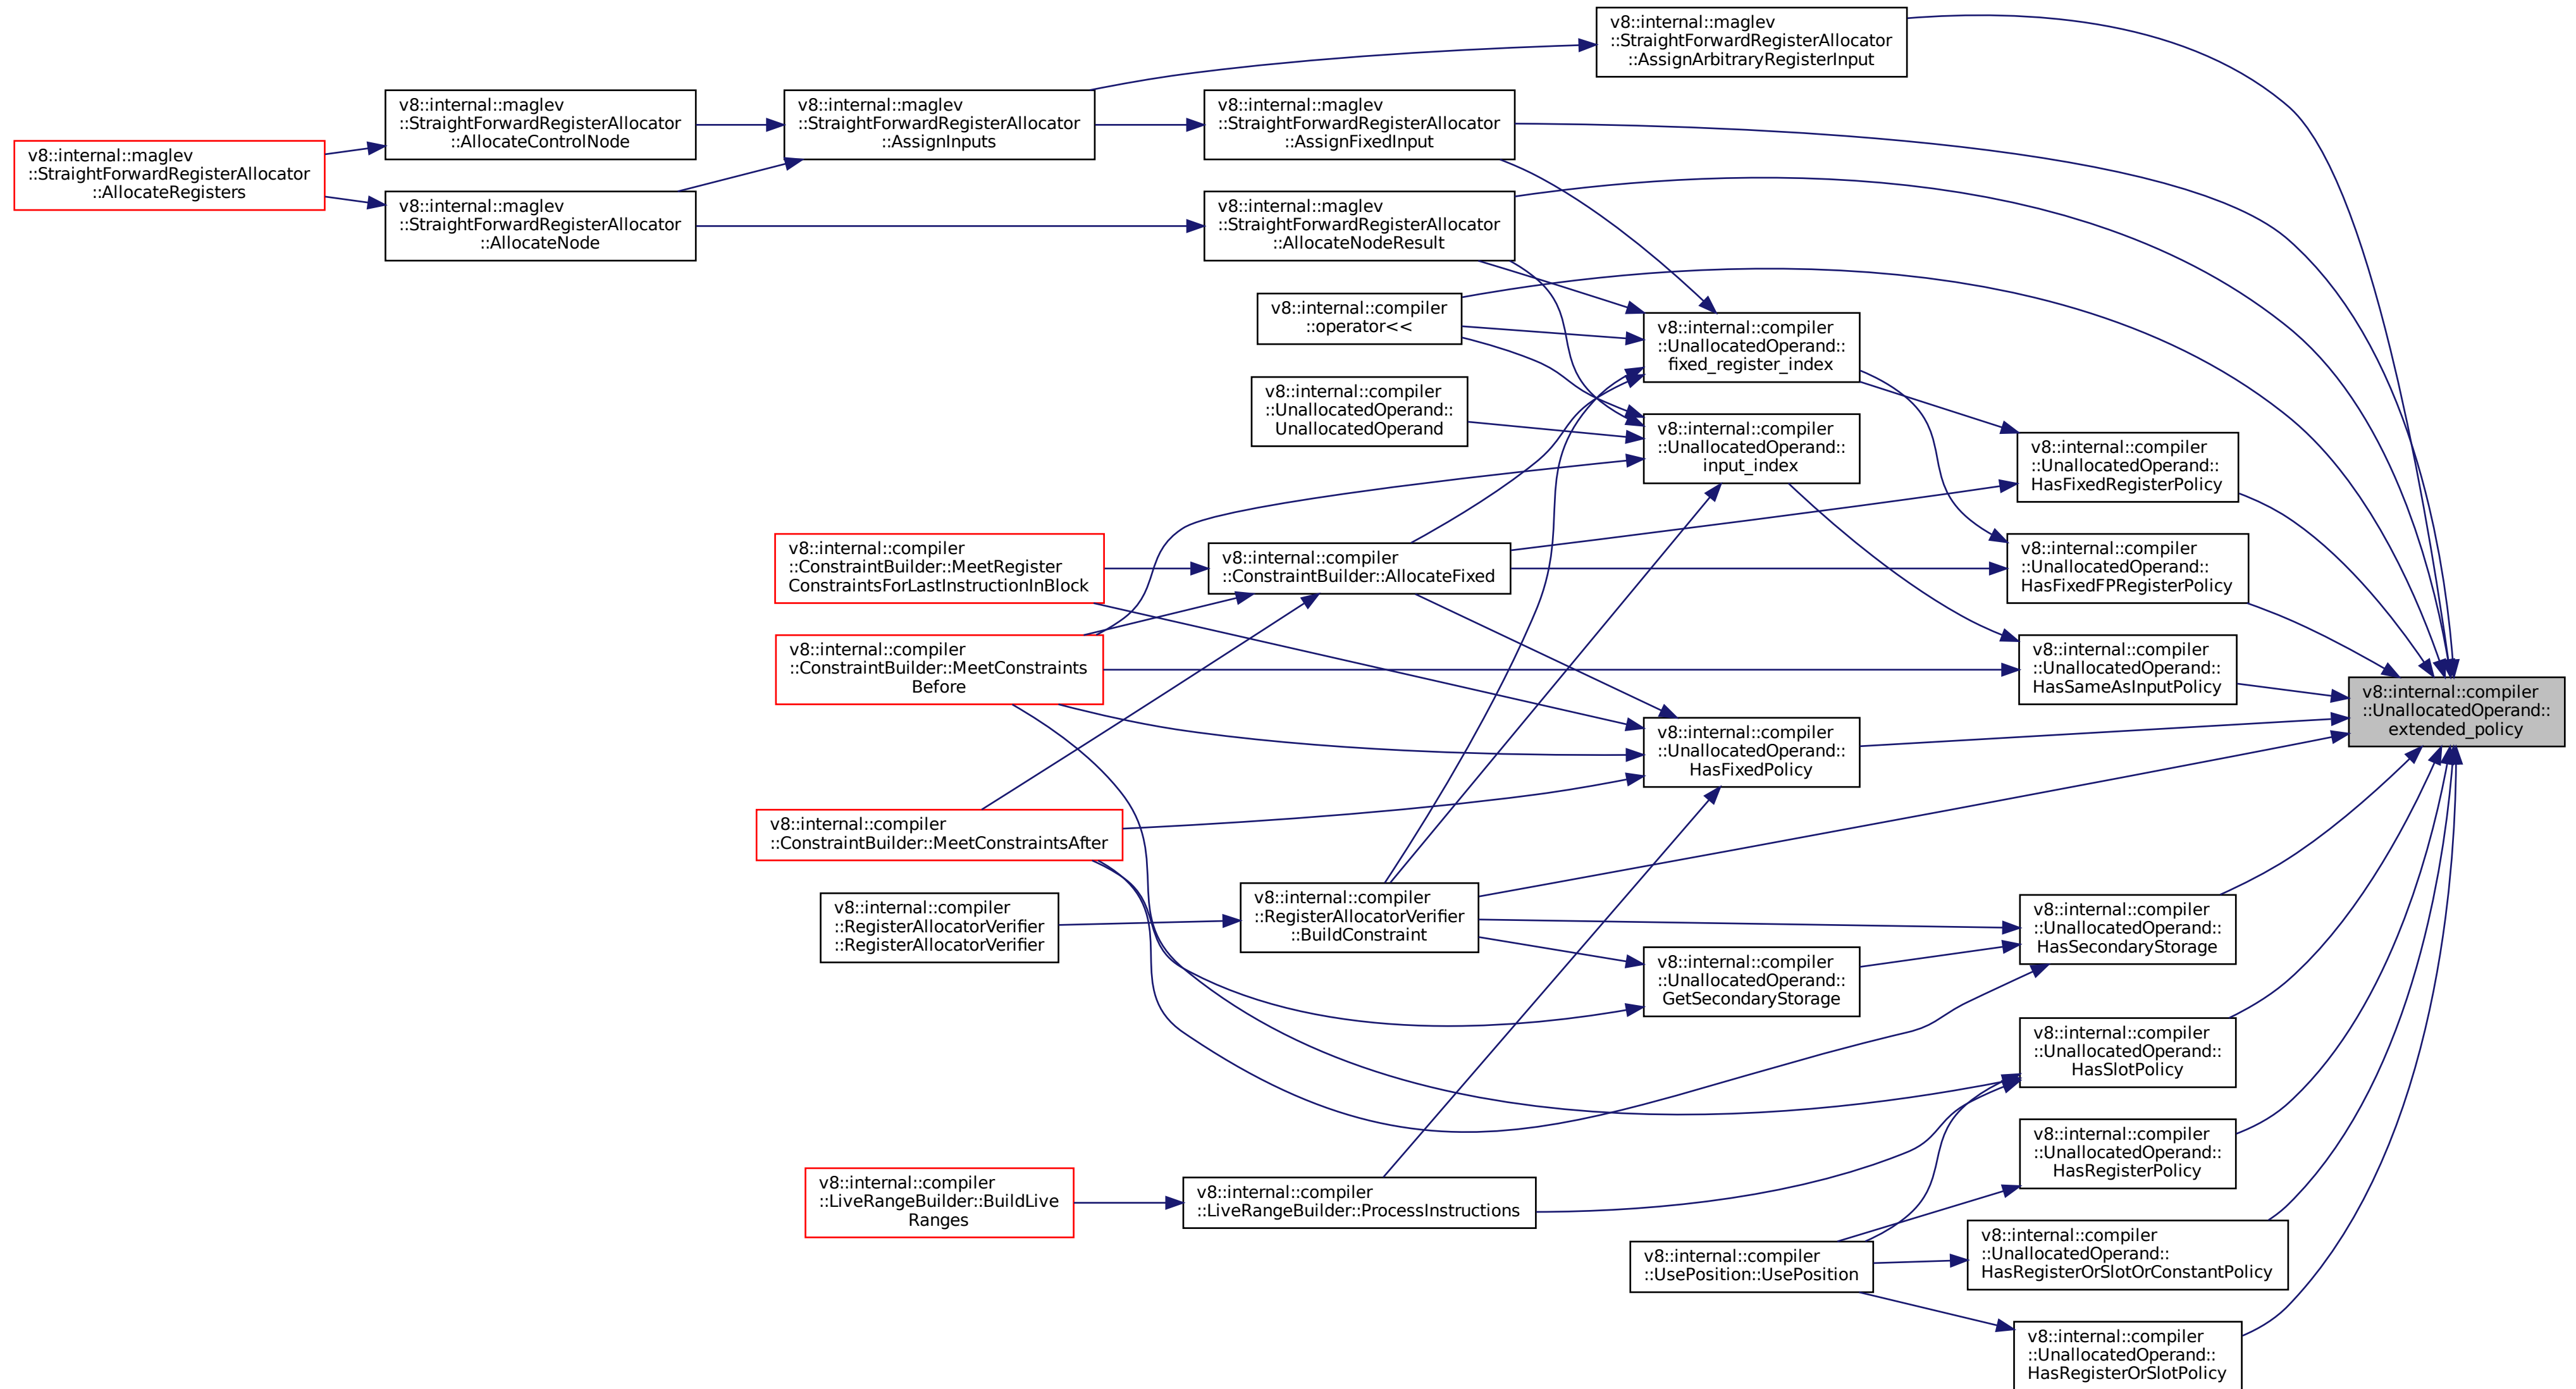 v8::internal::maglev
::StraightForwardRegisterAllocator
::AssignArbitraryRegisterInput
v8::internal::maglev
::StraightForwardRegisterAllocator
::AllocateControlNode
v8::internal::maglev
::StraightForwardRegisterAllocator
::AssignInputs
v8::internal::maglev
::StraightForwardRegisterAllocator
::AssignFixedInput
v8::internal::maglev
::StraightForwardRegisterAllocator
::AllocateRegisters
v8::internal::maglev
::StraightForwardRegisterAllocator
::AllocateNode
v8::internal::maglev
::StraightForwardRegisterAllocator
::AllocateNodeResult
v8::internal::compiler
::operator<<
v8::internal::compiler
::UnallocatedOperand::
fixed_register_index
v8::internal::compiler
::UnallocatedOperand::
UnallocatedOperand
v8::internal::compiler
::UnallocatedOperand::
input_index
v8::internal::compiler
::UnallocatedOperand::
HasFixedRegisterPolicy
v8::internal::compiler
::ConstraintBuilder::MeetRegister
ConstraintsForLastInstructionInBlock
v8::internal::compiler
::ConstraintBuilder::AllocateFixed
v8::internal::compiler
::UnallocatedOperand::
HasFixedFPRegisterPolicy
v8::internal::compiler
::ConstraintBuilder::MeetConstraints
Before
v8::internal::compiler
::UnallocatedOperand::
HasSameAsInputPolicy
v8::internal::compiler
::UnallocatedOperand::
extended_policy
v8::internal::compiler
::UnallocatedOperand::
HasFixedPolicy
v8::internal::compiler
::ConstraintBuilder::MeetConstraintsAfter
v8::internal::compiler
::RegisterAllocatorVerifier
::RegisterAllocatorVerifier
v8::internal::compiler
::RegisterAllocatorVerifier
::BuildConstraint
v8::internal::compiler
::UnallocatedOperand::
HasSecondaryStorage
v8::internal::compiler
::UnallocatedOperand::
GetSecondaryStorage
v8::internal::compiler
::UnallocatedOperand::
HasSlotPolicy
v8::internal::compiler
::UnallocatedOperand::
HasRegisterPolicy
v8::internal::compiler
::LiveRangeBuilder::BuildLive
Ranges
v8::internal::compiler
::LiveRangeBuilder::ProcessInstructions
v8::internal::compiler
::UsePosition::UsePosition
v8::internal::compiler
::UnallocatedOperand::
HasRegisterOrSlotOrConstantPolicy
v8::internal::compiler
::UnallocatedOperand::
HasRegisterOrSlotPolicy